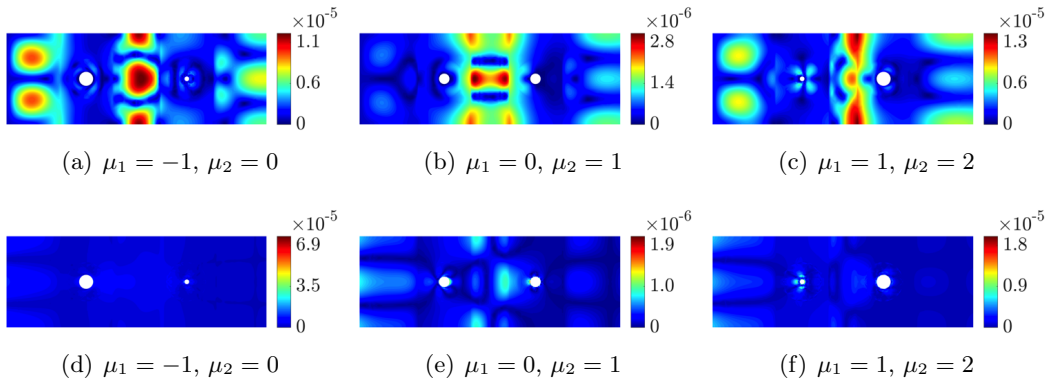 ×10⁻⁵ ×10⁻⁶ ×10⁻⁵
1.1 2.8 1.3
0.6 1.4 0.6
0 0 0
(a) μ₁ = −1, μ₂ = 0 (b) μ₁ = 0, μ₂ = 1 (c) μ₁ = 1, μ₂ = 2
×10⁻⁵ ×10⁻⁶ ×10⁻⁵
6.9 1.9 1.8
3.5 0.9 0.9
0 0 0
(d) μ₁ = −1, μ₂ = 0 (e) μ₁ = 0, μ₂ = 1 (f) μ₁ = 1, μ₂ = 2